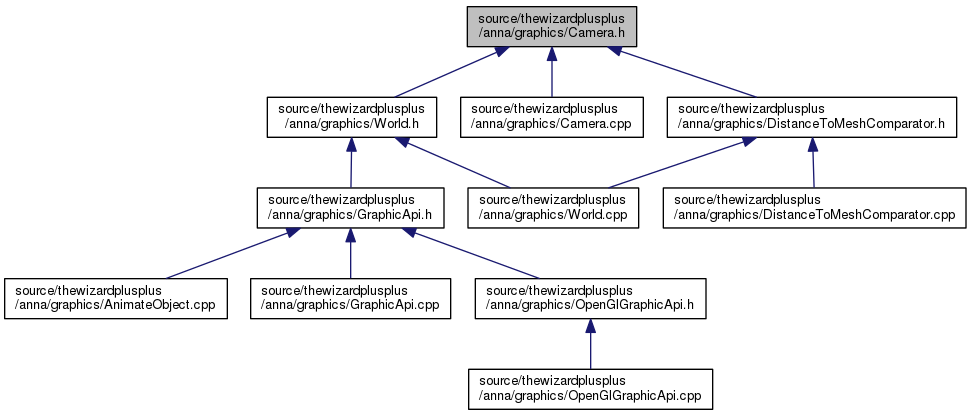 source/thewizardplusplus
/anna/graphics/Camera.h
source/thewizardplusplus
/anna/graphics/World.h
source/thewizardplusplus
/anna/graphics/Camera.cpp
source/thewizardplusplus
/anna/graphics/DistanceToMeshComparator.h
source/thewizardplusplus
/anna/graphics/GraphicApi.h
source/thewizardplusplus
/anna/graphics/World.cpp
source/thewizardplusplus
/anna/graphics/DistanceToMeshComparator.cpp
source/thewizardplusplus
/anna/graphics/AnimateObject.cpp
source/thewizardplusplus
/anna/graphics/GraphicApi.cpp
source/thewizardplusplus
/anna/graphics/OpenGlGraphicApi.h
source/thewizardplusplus
/anna/graphics/OpenGlGraphicApi.cpp